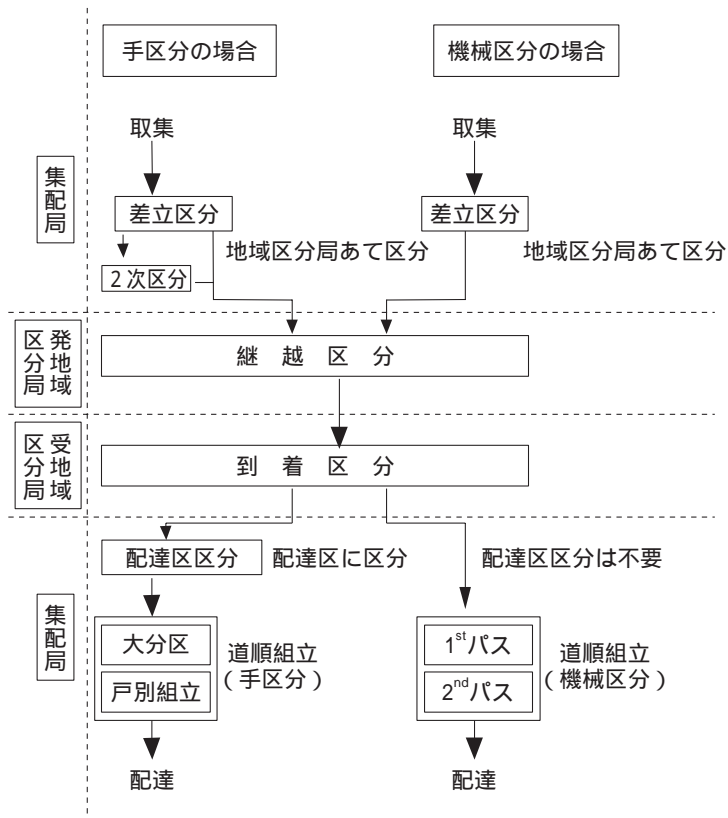 手区分の場合
機械区分の場合
取集
取集
集配局
差立区分
差立区分
地域区分局あて区分
地域区分局あて区分
2次区分
発地域
区分局
継越区分
受地域
区分局
到着区分
配達区区分
配達区に区分
配達区区分は不要
集配局
大分区
戸別組立
道順組立
(手区分)
1stパス
2ndパス
道順組立
(機械区分)
配達
配達